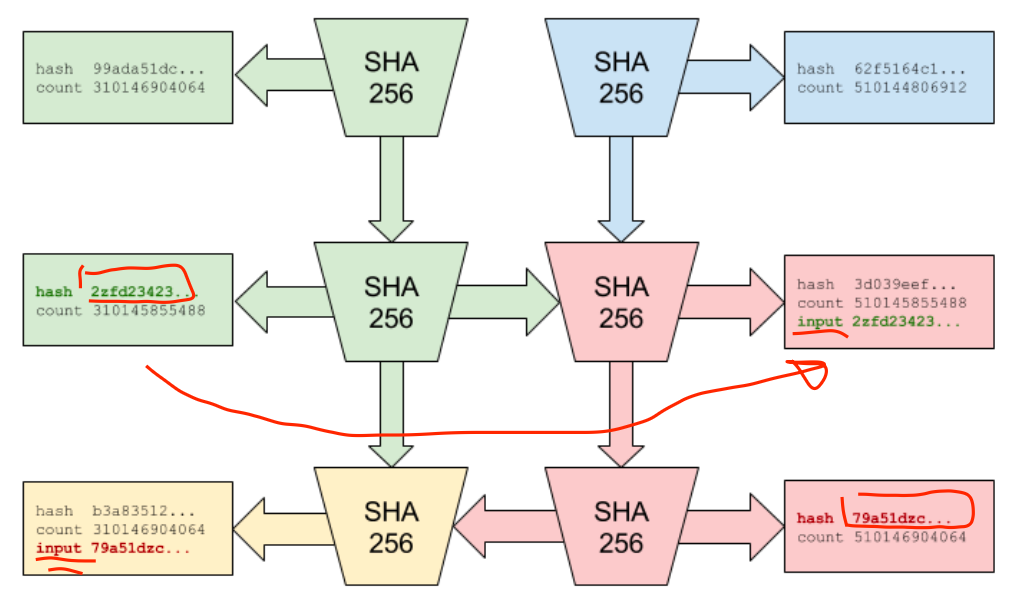 hash 99ada51dc...
count 310146904064
SHA
256
SHA
256
hash 62f5164c1...
count 510144806912
hash 2zfd23423...
count 310145855488
SHA
256
SHA
256
hash 3d039eef...
count 510145855488
input 2zfd23423...
hash b3a83512...
count 310146904064
input 79a51dzc...
SHA
256
SHA
256
hash 79a51dzc...
count 510146904064